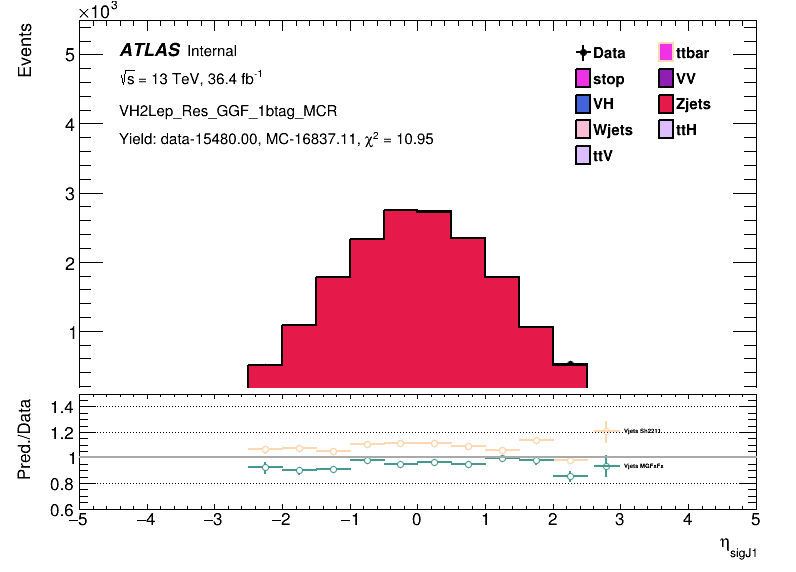 ×10³
Events
5
4
3
2
1
ATLAS Internal
√s = 13 TeV, 36.4 fb⁻¹
VH2Lep_Res_GGF_1btag_MCR
Yield: data-15480.00, MC-16837.11, χ² = 10.95
Data
ttbar
stop
VV
VH
Zjets
Wjets
ttH
ttV
Pred./Data
1.4
1.2
1
0.8
0.6
Vjets Sh2211
Vjets MGFxFx
−5 −4 −3 −2 −1 0 1 2 3 4 5
η sigJ1